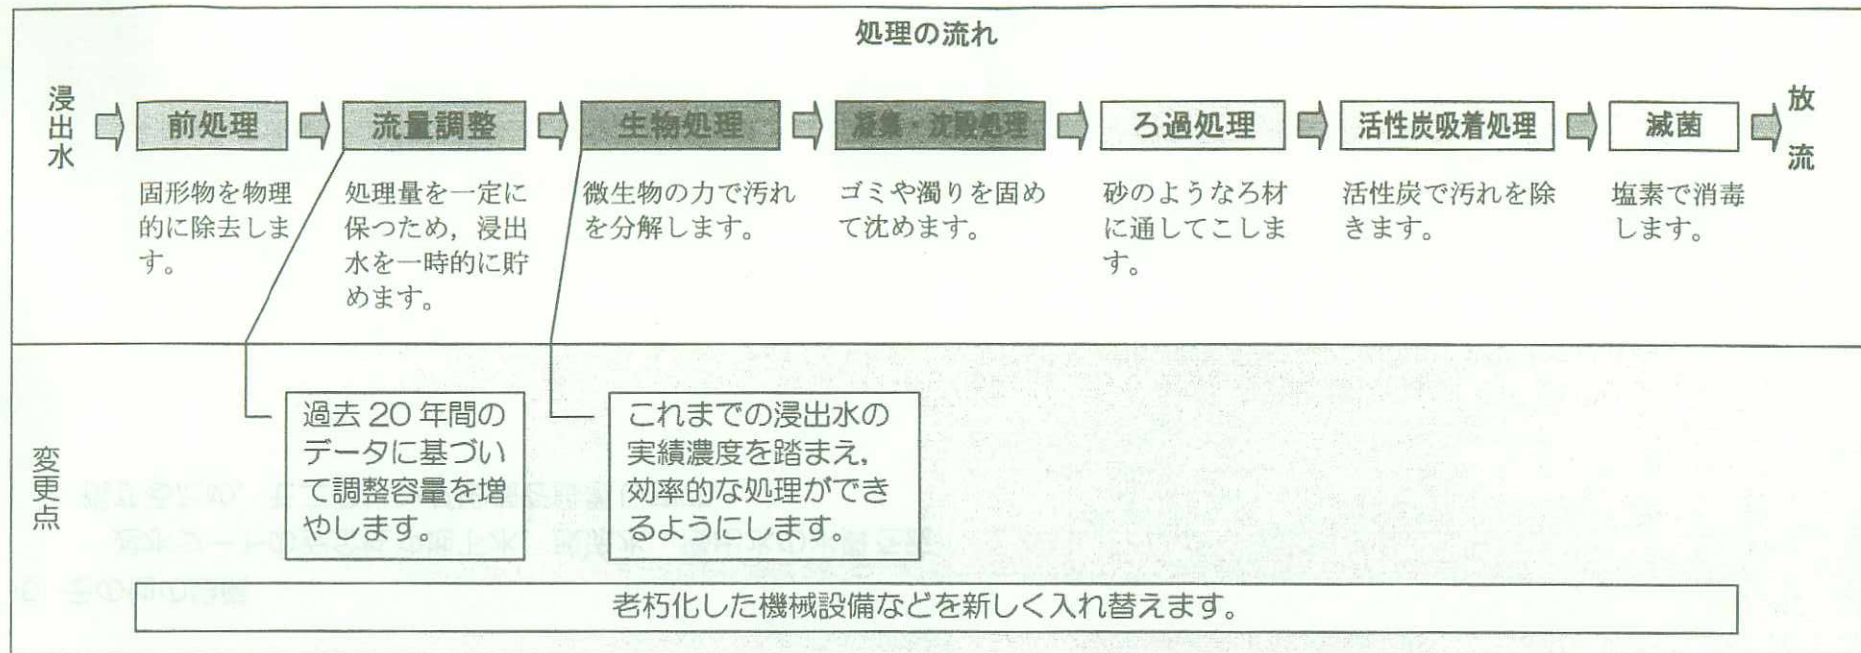 処理の流れ
浸出水
前処理
流量調整
生物処理
凝集・沈殿処理
ろ過処理
活性炭吸着処理
滅菌
放流
固形物を物理
的に除去しま
す。
処理量を一定に
保つため，浸出
水を一時的に貯
めます。
微生物の力で汚れ
を分解します。
ゴミや濁りを固め
て沈めます。
砂のようなろ材
に通してこしま
す。
活性炭で汚れを除
きます。
塩素で消毒
します。
変更点
過去 20 年間の
データに基づい
て調整容量を増
やします。
これまでの浸出水の
実績濃度を踏まえ，
効率的な処理ができ
るようにします。
老朽化した機械設備などを新しく入れ替えます。